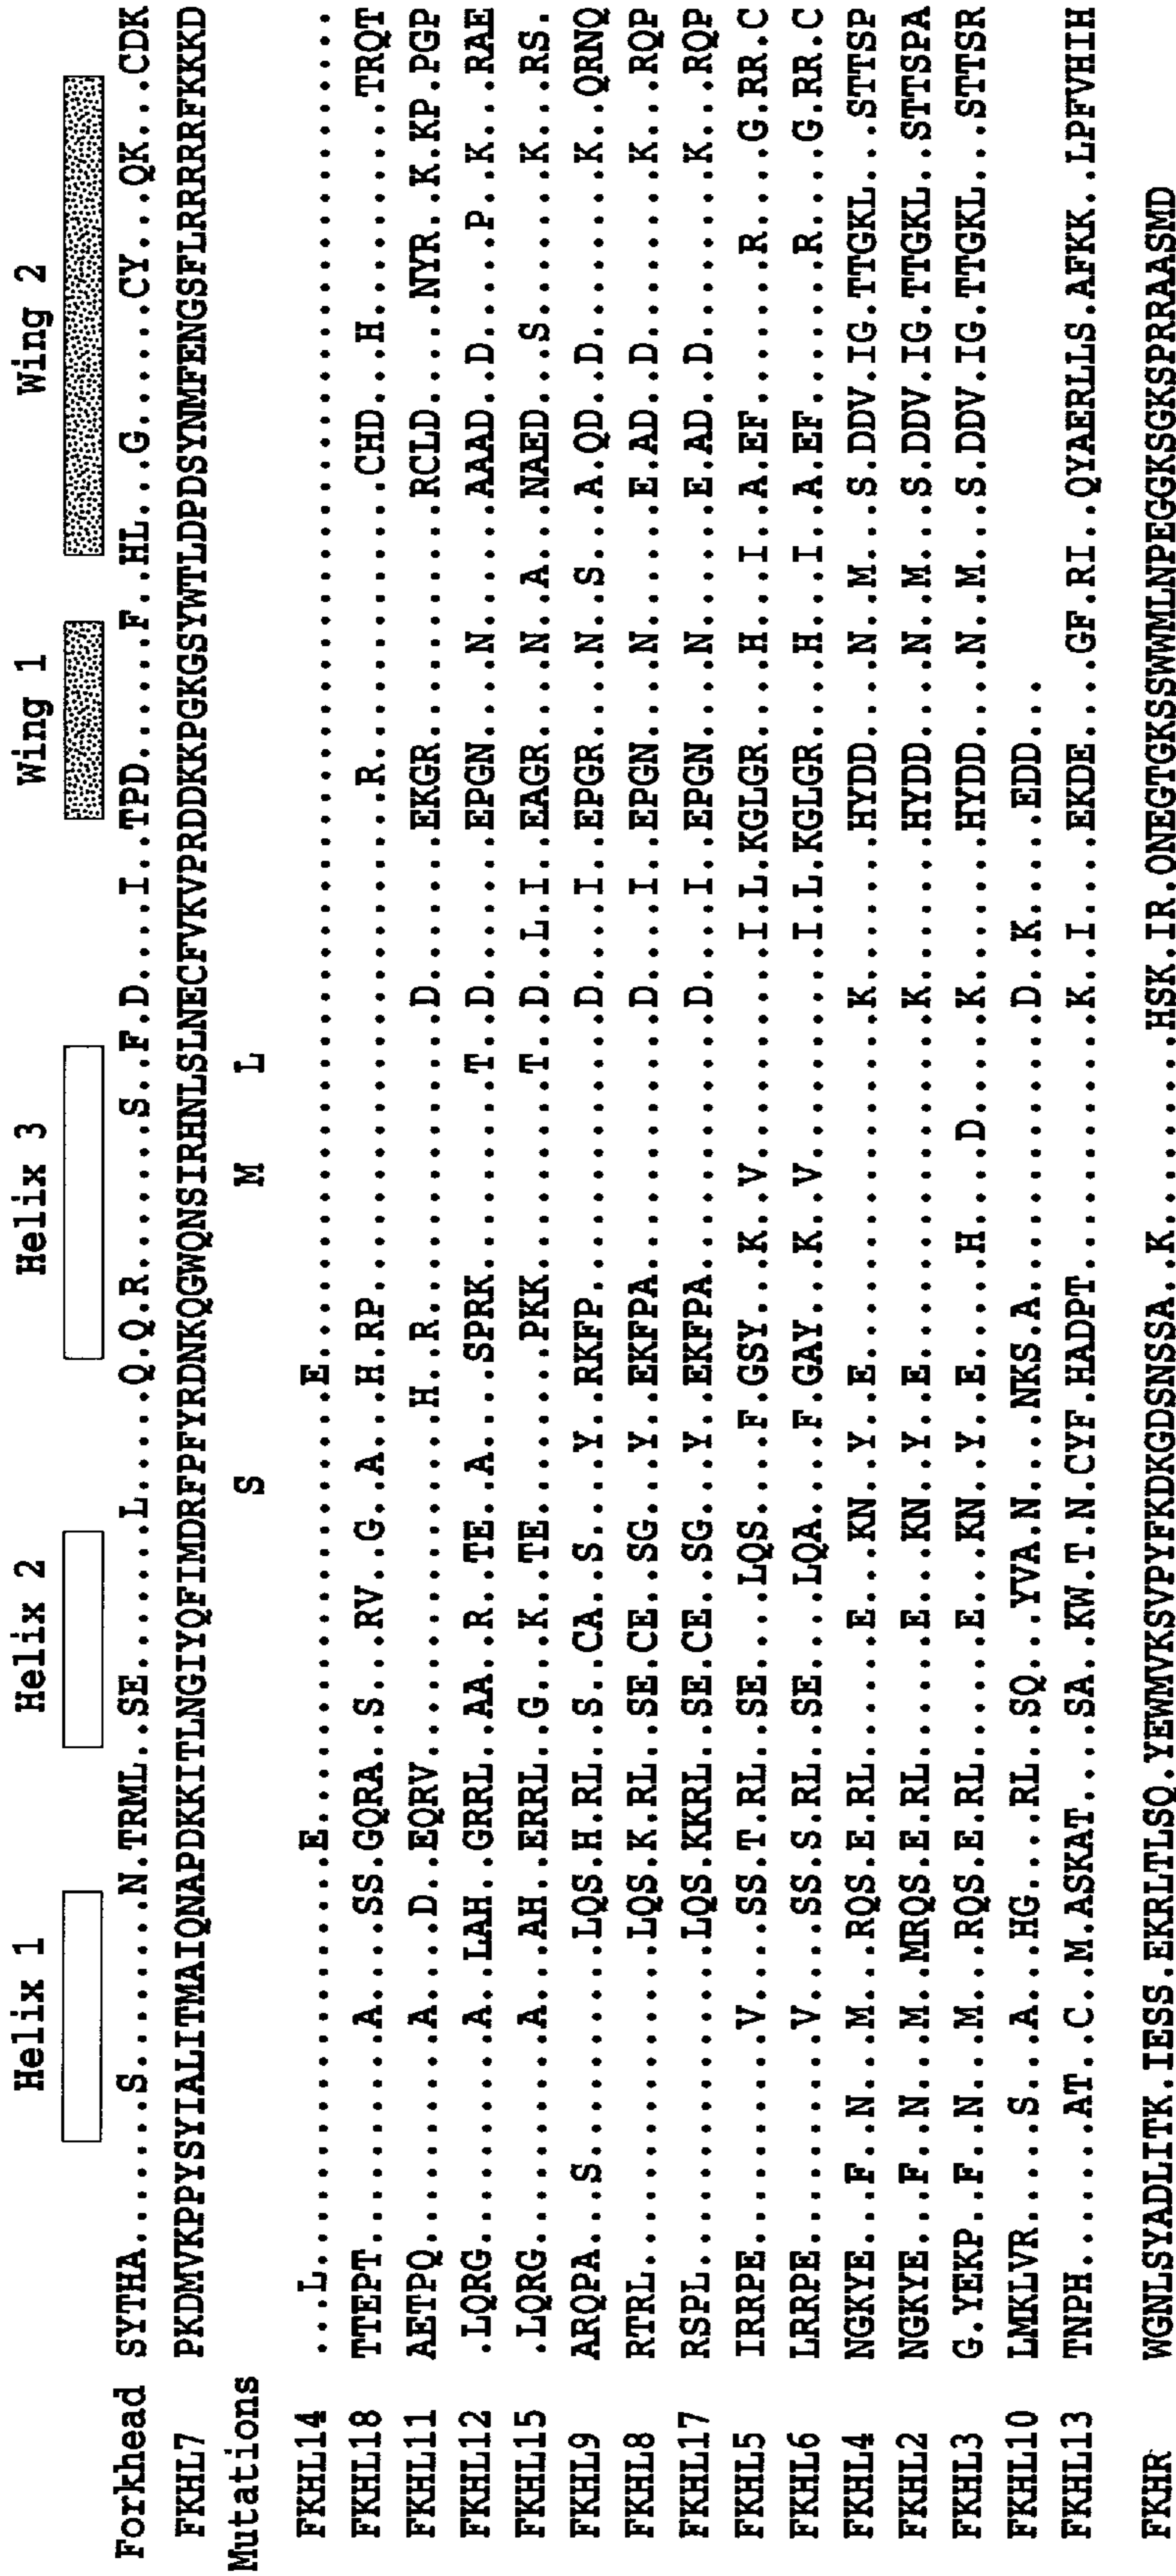 Helix 1 Helix 2 Helix 3 Wing 1 Wing 2
Forkhead SYTHA.......S........N.TRML..SE.......L.....Q.Q.R.......S..F.D....I..TPD......F..HL...G......CY...QK...CDK
FKHL7 PKDMVKPPYSYIALITMAIQNAPDKKITLNGIYQFIMDRFPFYRDNKQGWQNSIRHNLSLNECFVKVPRDDKKPGKGSYWTLDPDSYNMFENGSFLRRRRRFKKKD
Mutations S M L
FKHL14 ...L...................E....................E.............................................................
FKHL18 TTEPT..........A....SS.GQRA..S...RV..G..A...H.RP.......................R.............CHD...H..........TRQT
FKHL11 AETPQ..........A....D..EQRV................H..R..............D.......EKGR...........RCLD.....NYR..K.KP.PGP
FKHL12 .LQRG..........A..LAH..GRRL..AA..R..TE..A....SPRK.........T..D.......EPGN....N......AAAD..D.....P..K...RAE
FKHL15 .LQRG..........A...AH..ERRL..G...K..TE........PKK.........T..D..L.I..EAGR....N..A...NAED...S.......K...RS.
FKHL9 ARQPA...S..........LQS.H.RL..S..CA..S....Y..RKFP.............D....I..EPGR....N..S...A.QD..D........K..QRNQ
FKHL8 RTRL...............LQS.K.RL..SE.CE..SG...Y..EKFPA............D....I..EPGN....N......E.AD..D........K...RQP
FKHL17 RSPL...............LQS.KKRL..SE.CE..SG...Y..EKFPA............D....I..EPGN....N......E.AD..D........K...RQP
FKHL5 IRRPE..........V....SS.T.RL..SE....LQS....F.GSY...K..V..........I.L.KGLGR....H...I..A.EF.......R....G.RR.C
FKHL6 LRRPE..........V....SS.S.RL..SE....LQA....F.GAY...K..V..........I.L.KGLGR....H...I..A.EF.......R....G.RR.C
FKHL4 NGKYE...F..N...M...RQS.E.RL......E...KN..Y..E................K.......HYDD....N..M...S.DDV.IG.TTGKL...STTSP
FKHL2 NGKYE...F..N...M..MRQS.E.RL......E...KN..Y..E................K.......HYDD....N..M...S.DDV.IG.TTGKL..STTSPA
FKHL3 G.YEKP..F..N...M...RQS.E.RL......E...KN..Y..E.....H....D.....K.......HYDD....N..M...S.DDV.IG.TTGKL...STTSR
FKHL10 LMKLVR.....S...A...HG....RL..SQ....YVA.N...NKS.A.............D..K.....EDD...
FKHL13 TNPH.......AT..C..M.ASKAT....SA..KW.T.N.CYF.HADPT............K..I....EKDE....GF.RI..QYAERLLS.AFKK..LPFVHIH
FKHR WGNLSYADLITK.IESS.EKRLTLSQ.YEWMVKSVPYFKDKGDSNSSA..K..........HSK.IR.QNEGTGKSSWWMLNPEGGKSGKSPRRAASMD